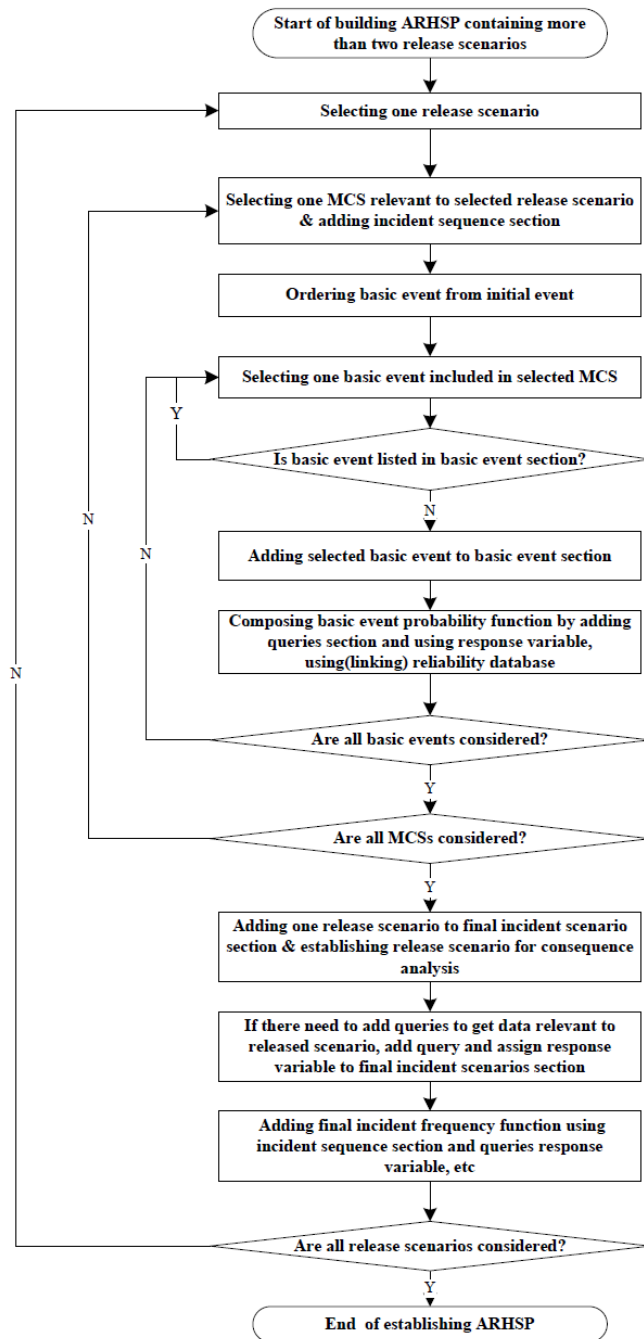 Start of building ARHSP containing more
than two release scenarios
Selecting one release scenario
Selecting one MCS relevant to selected release scenario
& adding incident sequence section
Ordering basic event from initial event
Selecting one basic event included in selected MCS
Y
Is basic event listed in basic event section?
N
N
N
Adding selected basic event to basic event section
Composing basic event probability function by adding
queries section and using response variable,
using(linking) reliability database
N
Are all basic events considered?
Y
Are all MCSs considered?
Y
Adding one release scenario to final incident scenario
section & establishing release scenario for consequence
analysis
If there need to add queries to get data relevant to
released scenario, add query and assign response
variable to final incident scenarios section
Adding final incident frequency function using
incident sequence section and queries response
variable, etc
Are all release scenarios considered?
Y
End of establishing ARHSP